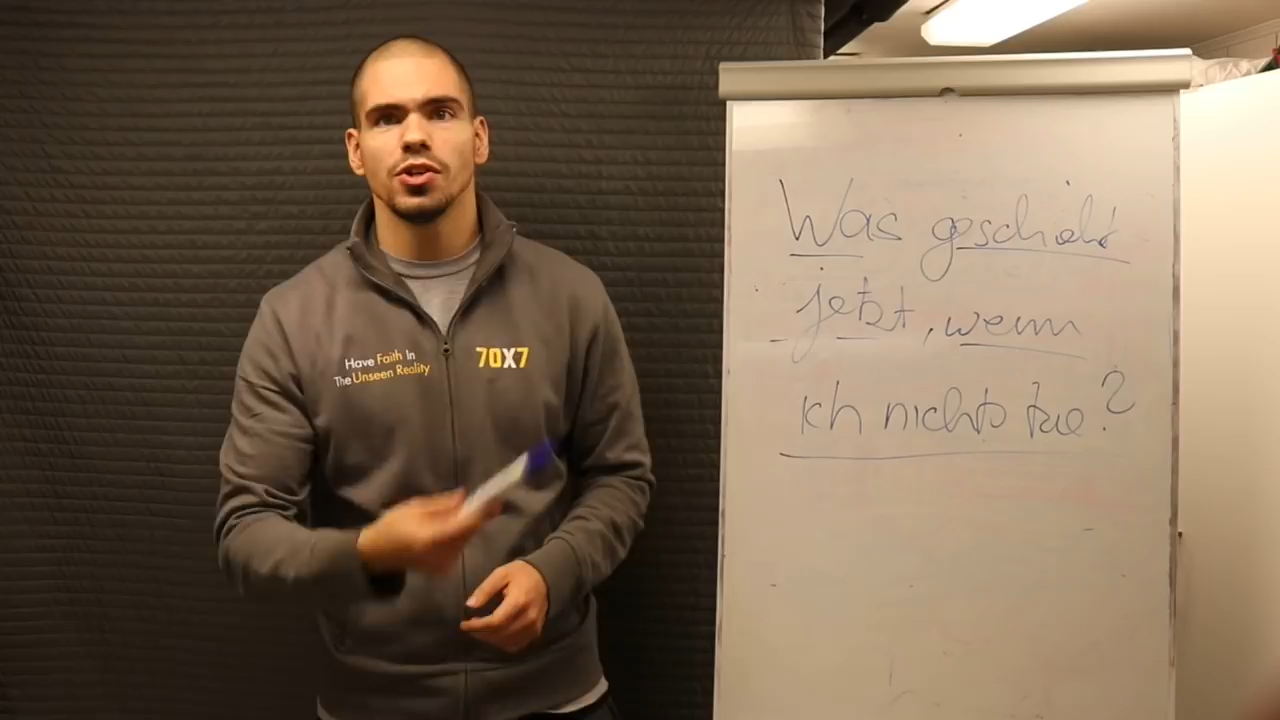 Have Faith In
The Unseen Reality
70X7
Was geschieht
jetzt, wenn
ich nichts tue?